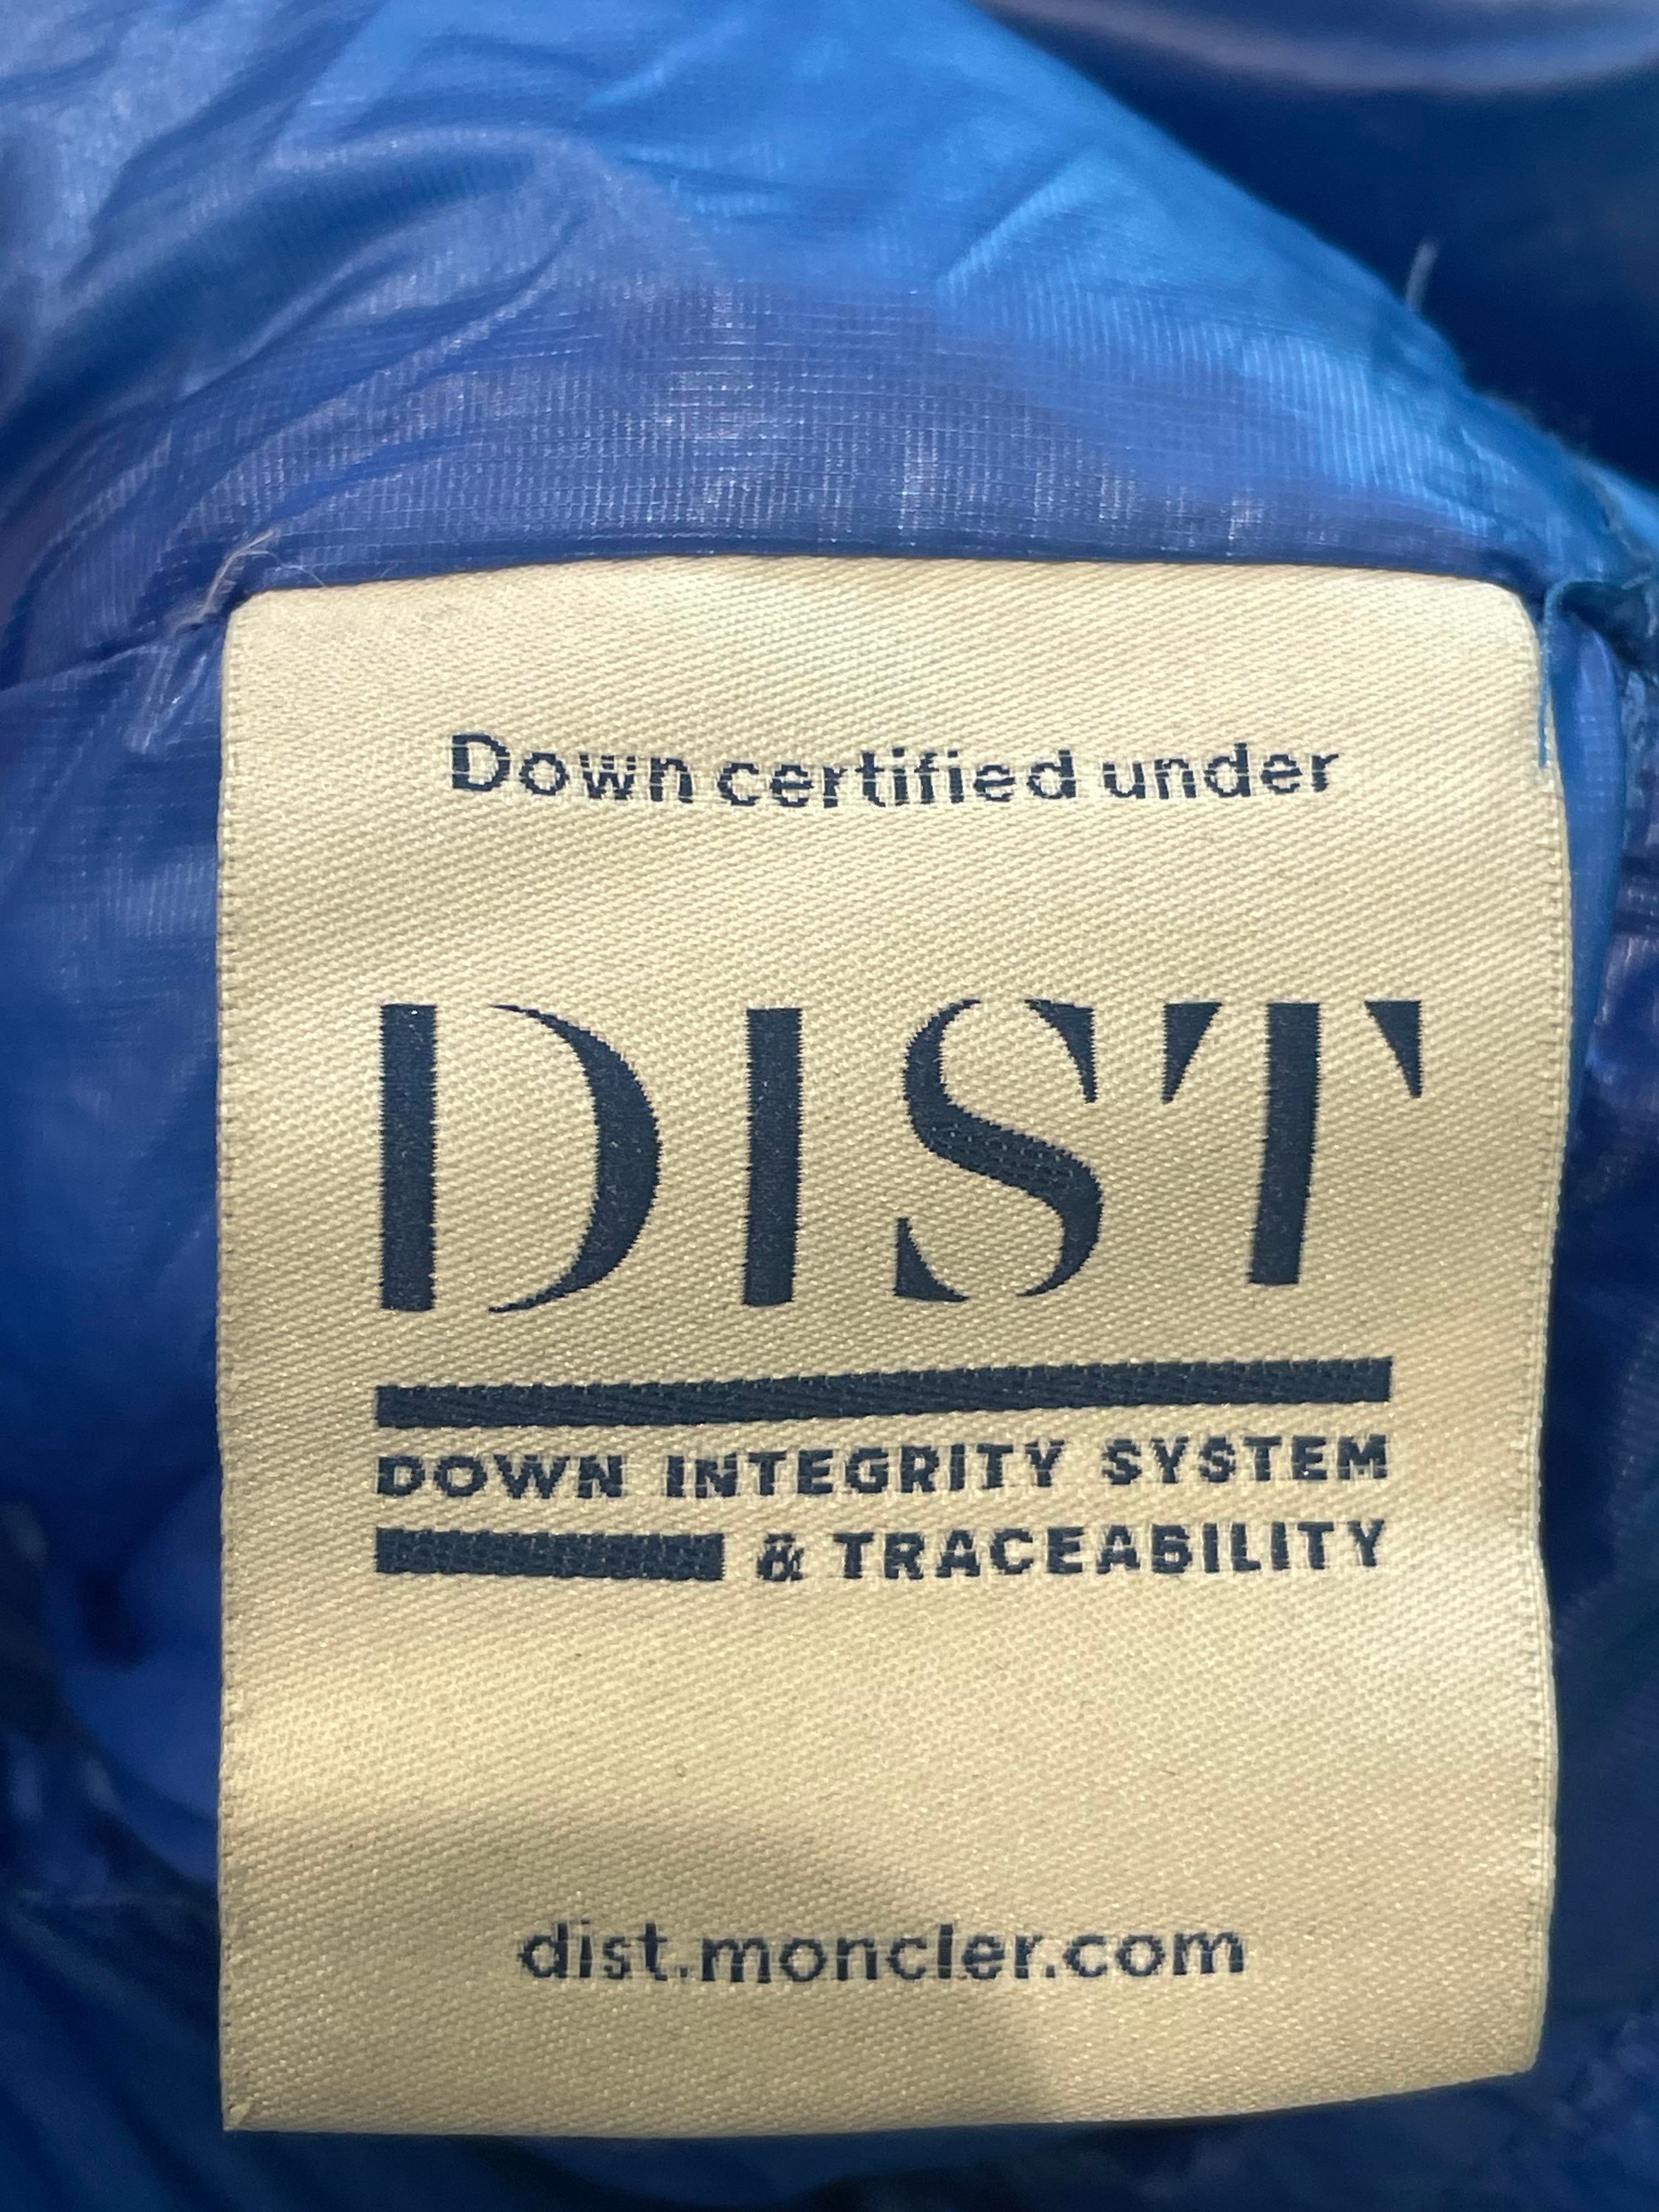 Down certified under
DIST
DOWN INTEGRITY SYSTEM
& TRACEABILITY
dist.moncler.com